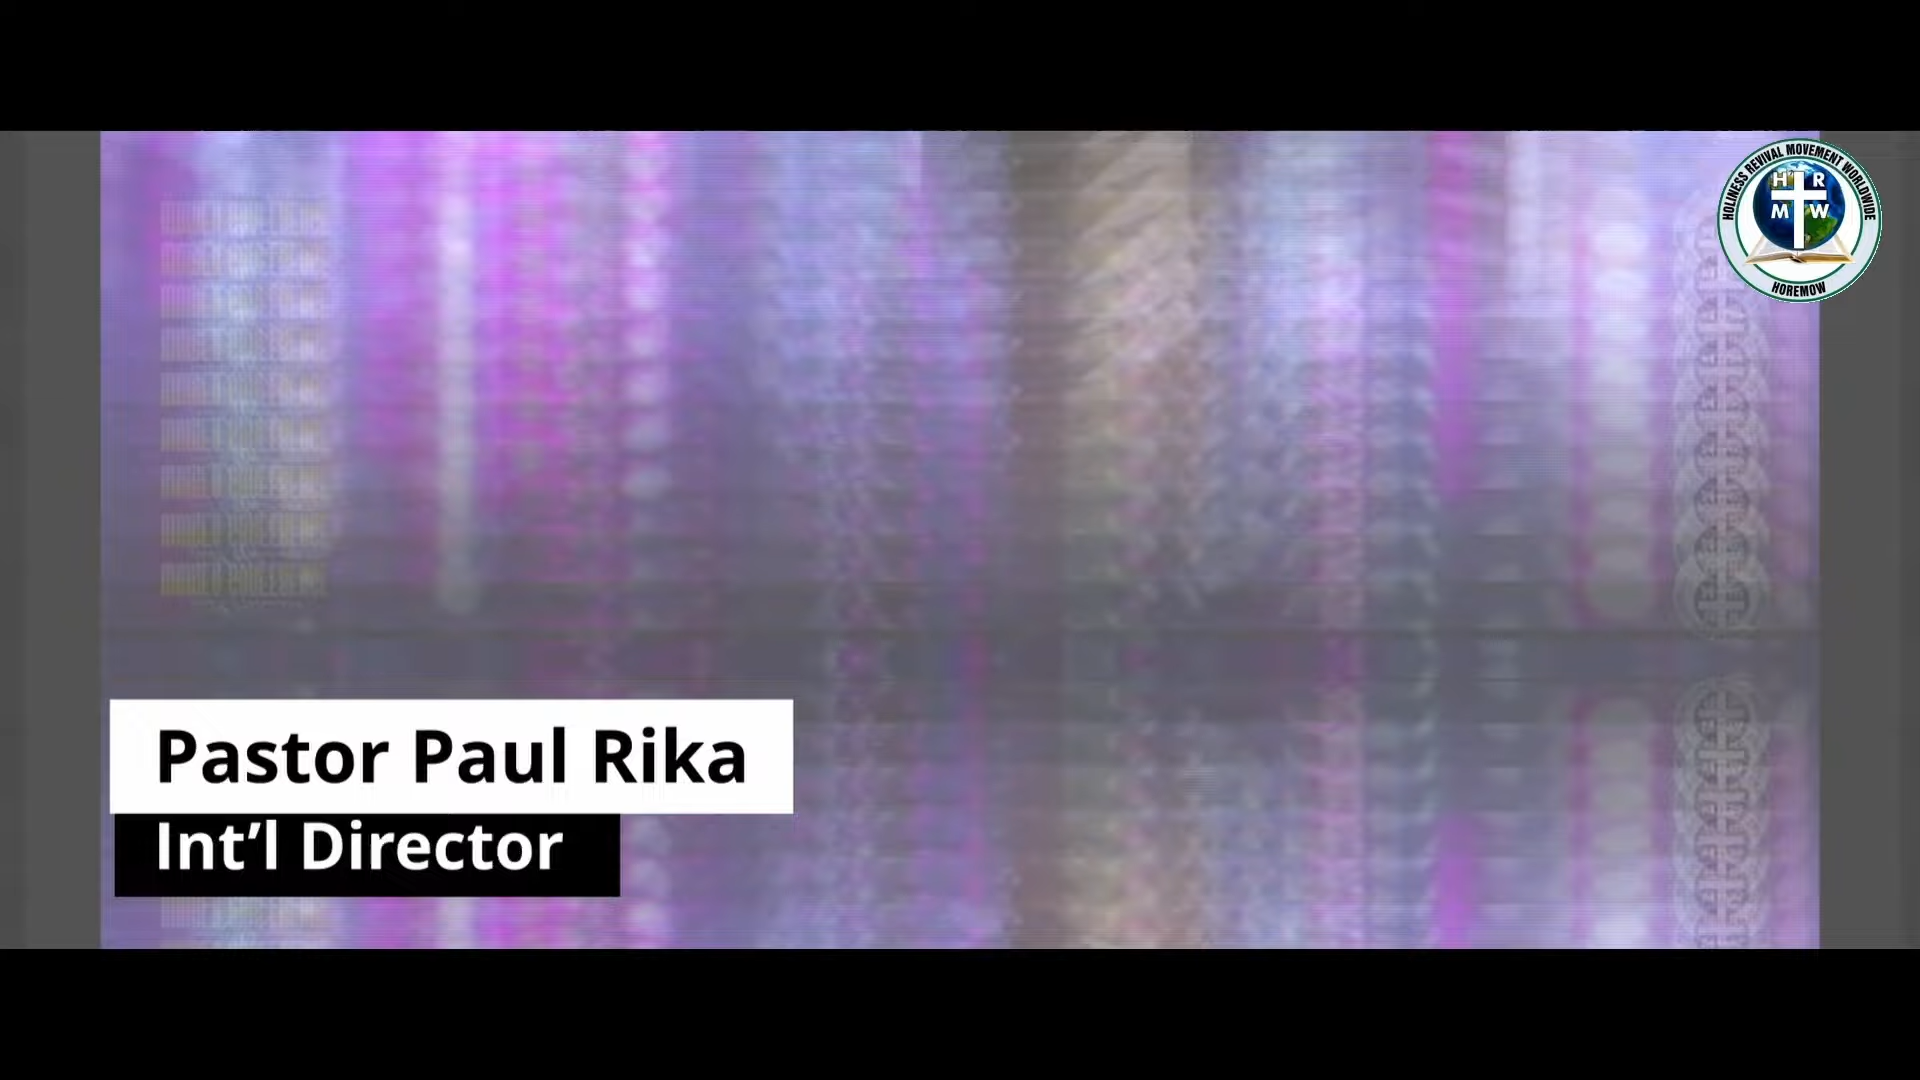 HOLINESS REVIVAL MOVEMENT WORLDWIDE
H R
M W
HOREMOW
Pastor Paul Rika
Int’l Director